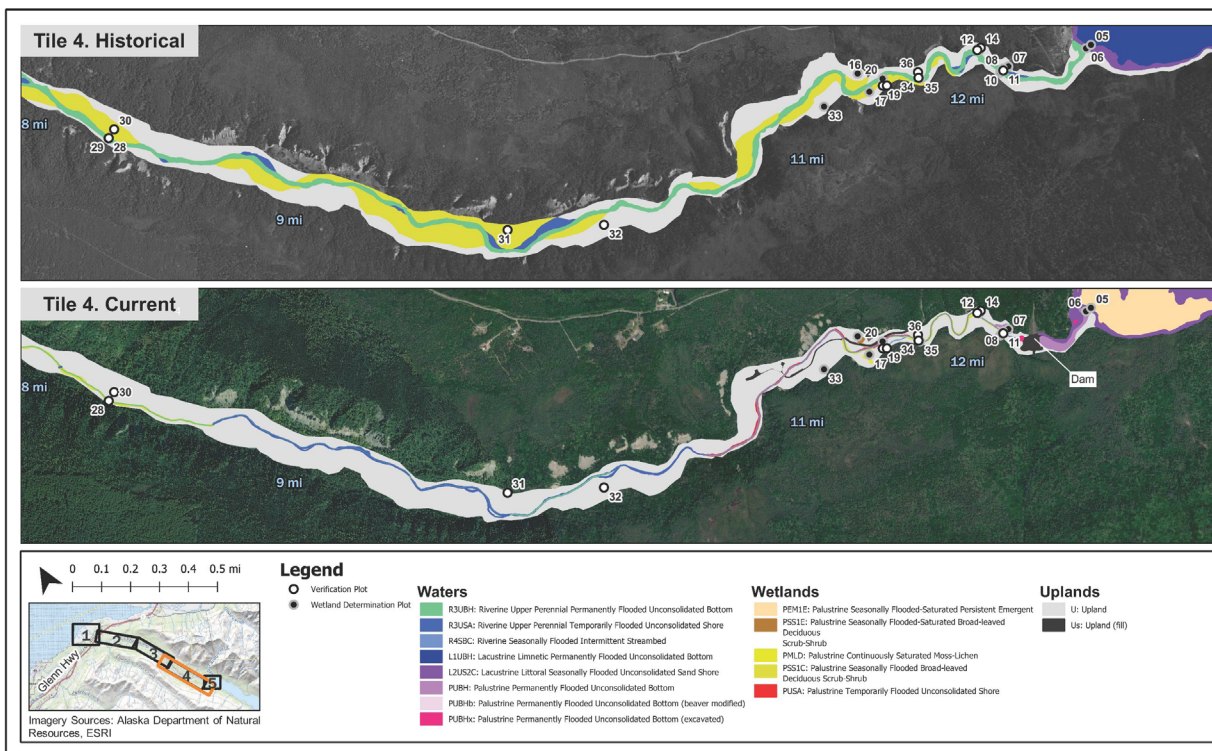 Tile 4. Historical
8 mi
30
29
28
9 mi
31
32
11 mi
33
16
20
17
19
34
36
35
12 mi
12
14
08
07
10
11
05
06
Tile 4. Current
8 mi
30
28
9 mi
31
32
11 mi
33
20
17
19
34
36
35
12 mi
12
14
07
08
11
06
05
Dam
0 0.1 0.2 0.3 0.4 0.5 mi
Glenn Hwy
1
2
3
4
5
Imagery Sources: Alaska Department of Natural
Resources, ESRI
Legend
Verification Plot
Wetland Determination Plot
Waters
R3UBH: Riverine Upper Perennial Permanently Flooded Unconsolidated Bottom
R3USA: Riverine Upper Perennial Temporarily Flooded Unconsolidated Shore
R4SBC: Riverine Seasonally Flooded Intermittent Streambed
L1UBH: Lacustrine Limnetic Permanently Flooded Unconsolidated Bottom
L2US2C: Lacustrine Littoral Seasonally Flooded Unconsolidated Sand Shore
PUBH: Palustrine Permanently Flooded Unconsolidated Bottom
PUBHb: Palustrine Permanently Flooded Unconsolidated Bottom (beaver modified)
PUBHx: Palustrine Permanently Flooded Unconsolidated Bottom (excavated)
Wetlands
PEM1E: Palustrine Seasonally Flooded-Saturated Persistent Emergent
PSS1E: Palustrine Seasonally Flooded-Saturated Broad-leaved
Deciduous
Scrub-Shrub
PMLD: Palustrine Continuously Saturated Moss-Lichen
PSS1C: Palustrine Seasonally Flooded Broad-leaved
Deciduous Scrub-Shrub
PUSA: Palustrine Temporarily Flooded Unconsolidated Shore
Uplands
U: Upland
Us: Upland (fill)